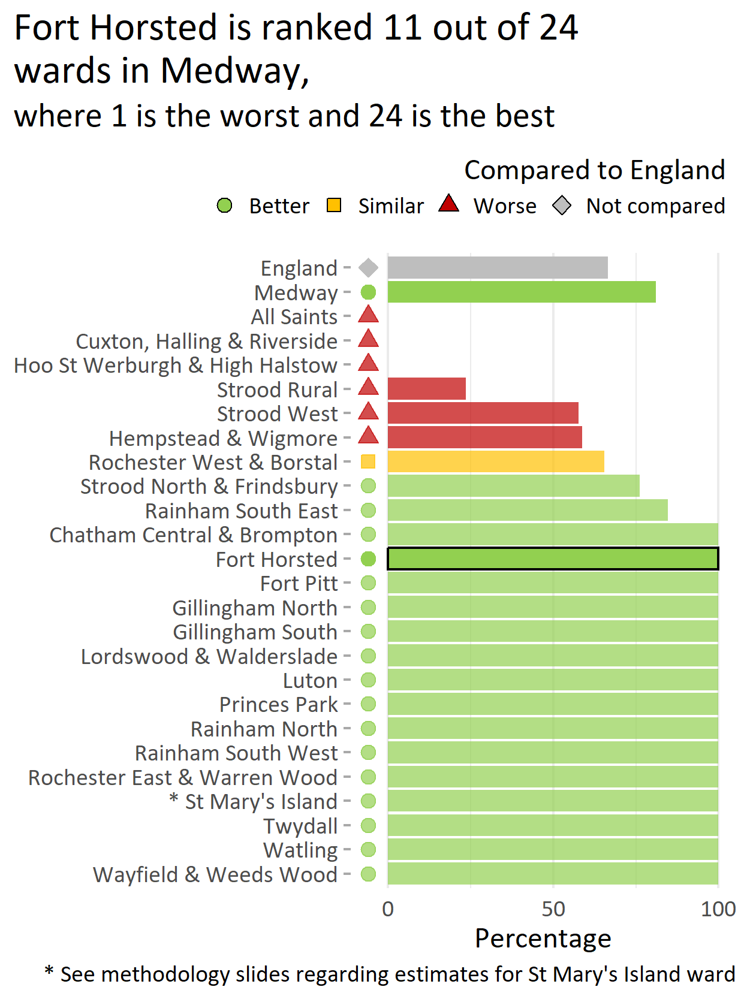 Fort Horsted is ranked 11 out of 24
wards in Medway,
where 1 is the worst and 24 is the best
Compared to England
Better Similar Worse Not compared
England
Medway
All Saints
Cuxton, Halling & Riverside
Hoo St Werburgh & High Halstow
Strood Rural
Strood West
Hempstead & Wigmore
Rochester West & Borstal
Strood North & Frindsbury
Rainham South East
Chatham Central & Brompton
Fort Horsted
Fort Pitt
Gillingham North
Gillingham South
Lordswood & Walderslade
Luton
Princes Park
Rainham North
Rainham South West
Rochester East & Warren Wood
* St Mary's Island
Twydall
Watling
Wayfield & Weeds Wood
0 50 100
Percentage
* See methodology slides regarding estimates for St Mary's Island ward